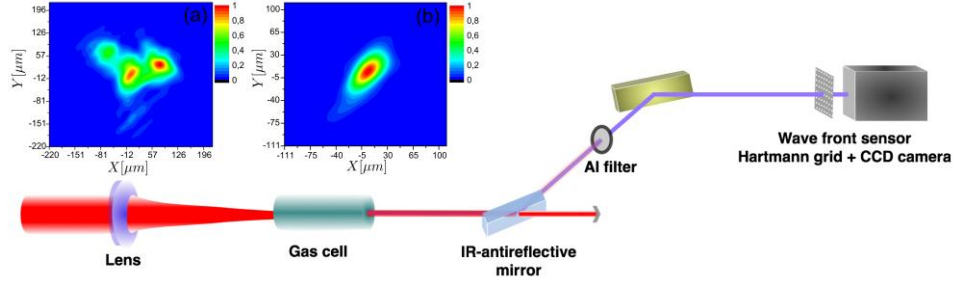 (a)
196
126
57
-12
-81
-151
-220
Y[μm]
-220 -151 -81 -12 57 126 196
X[μm]
1
0,8
0,6
0,4
0,2
0
(b)
100
65
30
-5
-40
-76
-111
Y[μm]
-111 -76 -40 -5 30 65 100
X[μm]
1
0,8
0,6
0,4
0,2
0
Wave front sensor
Hartmann grid + CCD camera
Al filter
Lens
Gas cell
IR-antireflective
mirror